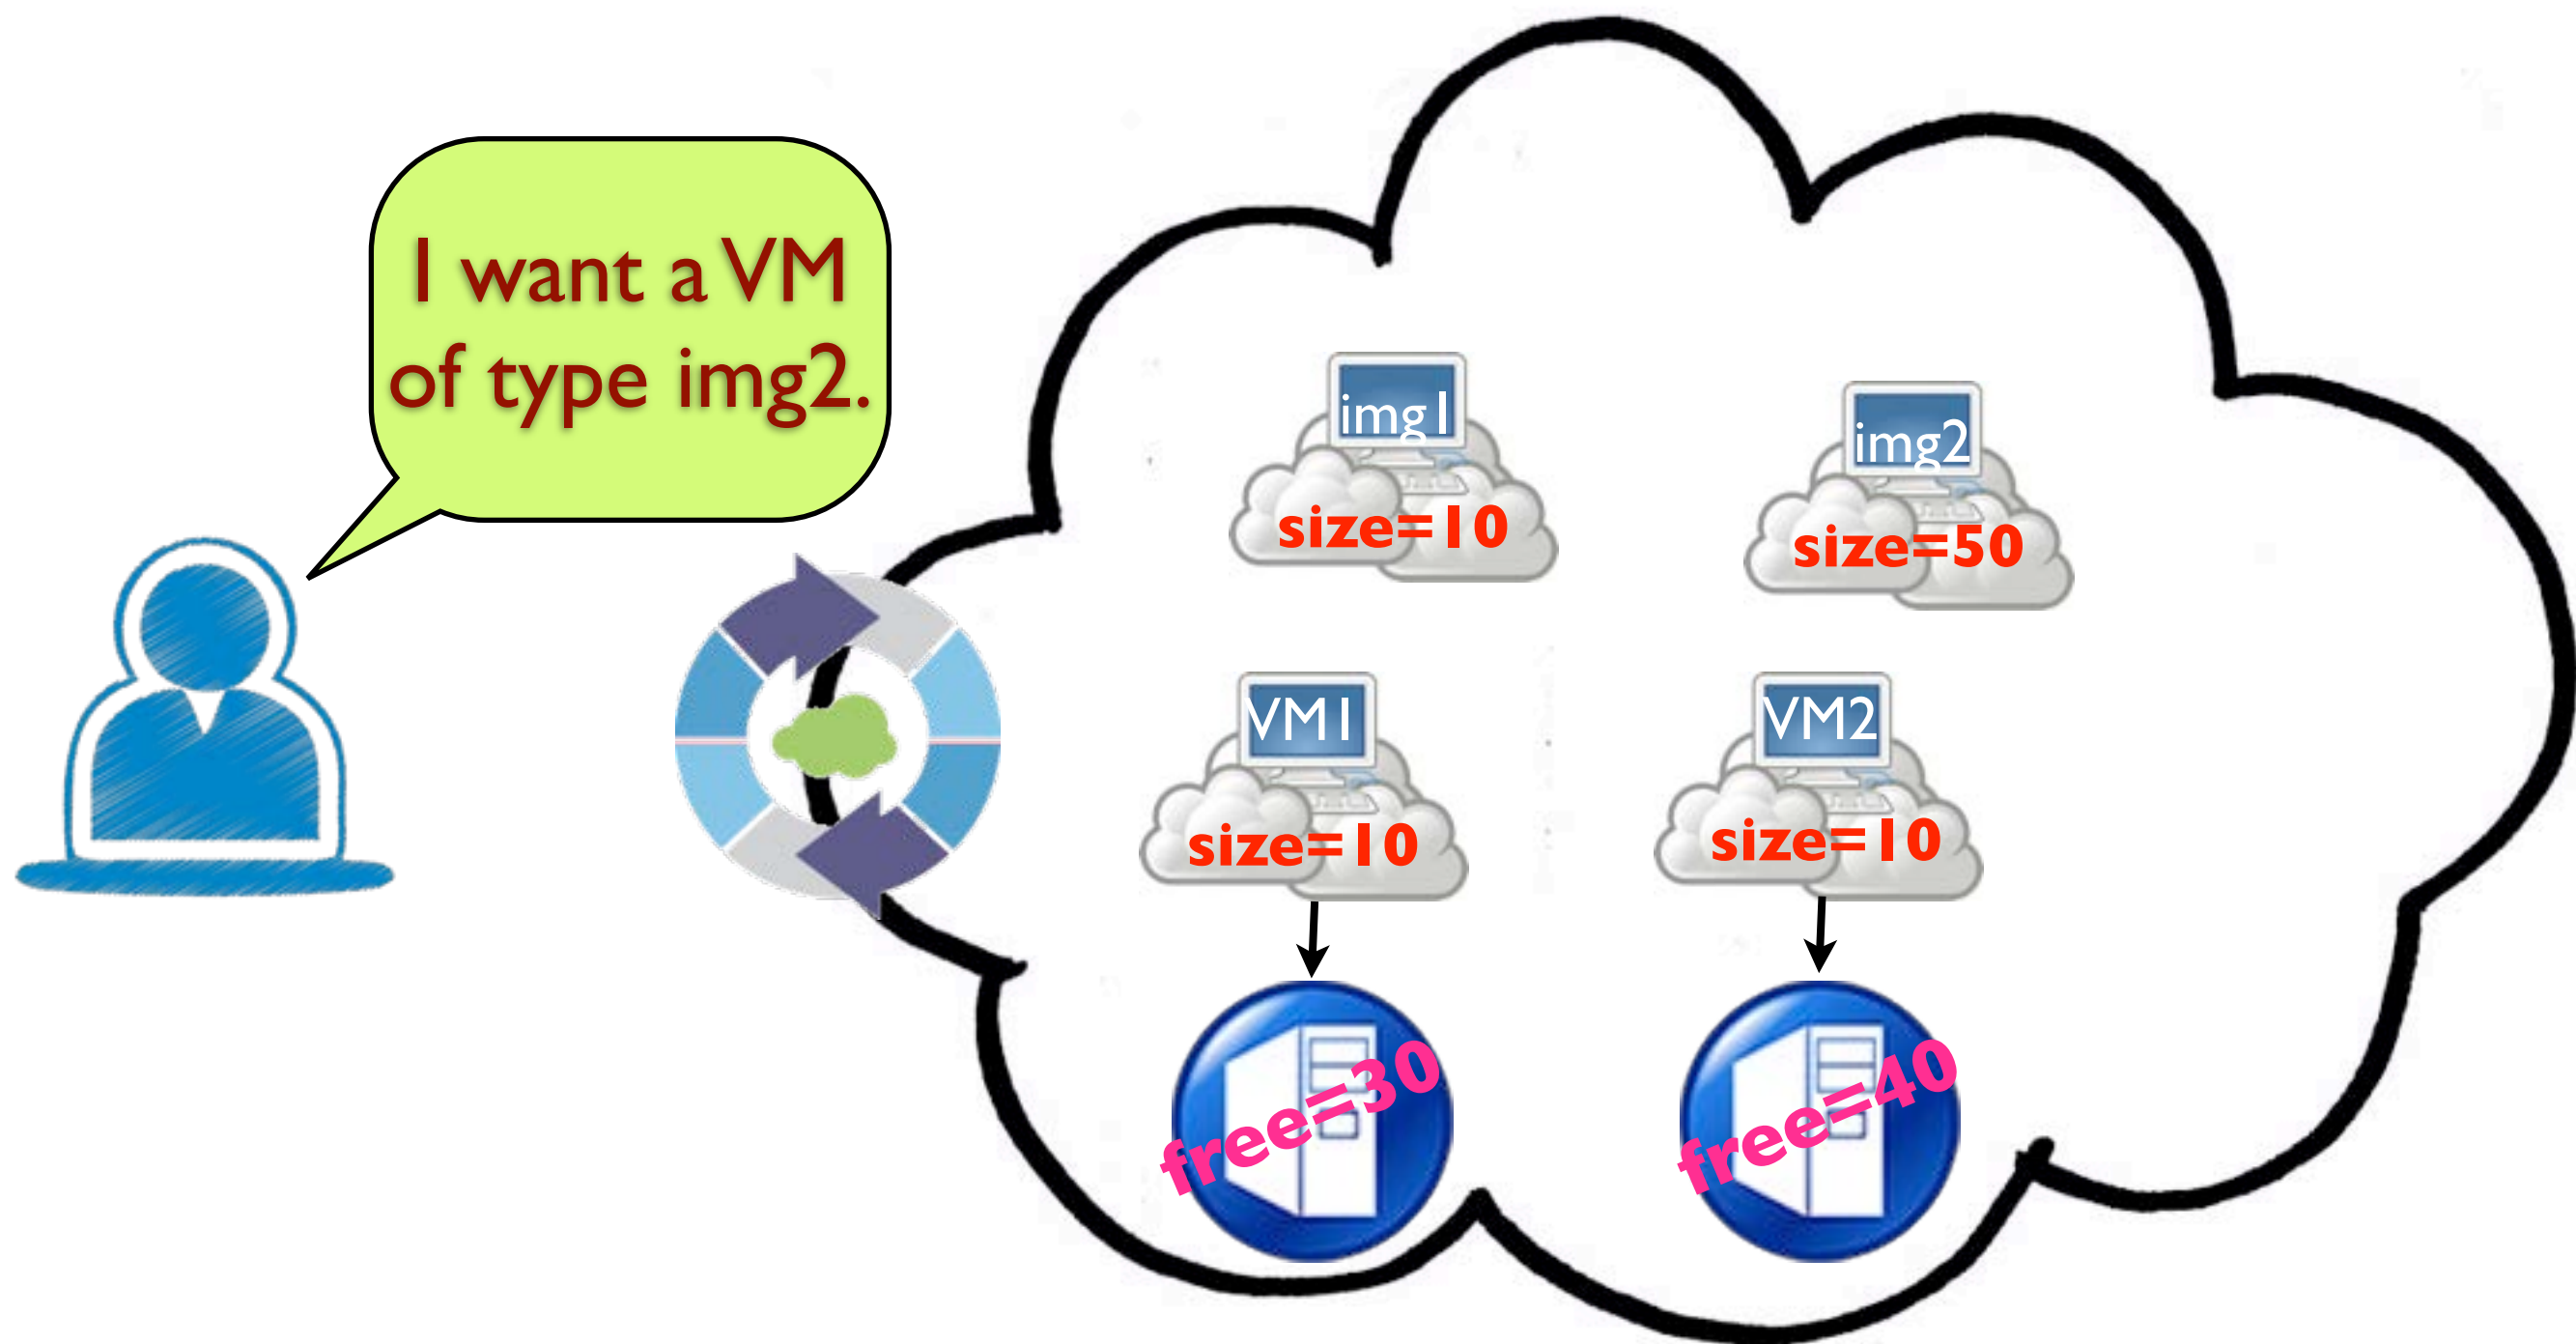 I want a VM
of type img2.
img1
img2
size=10
size=50
VM1
VM2
size=10
size=10
free=30
free=40